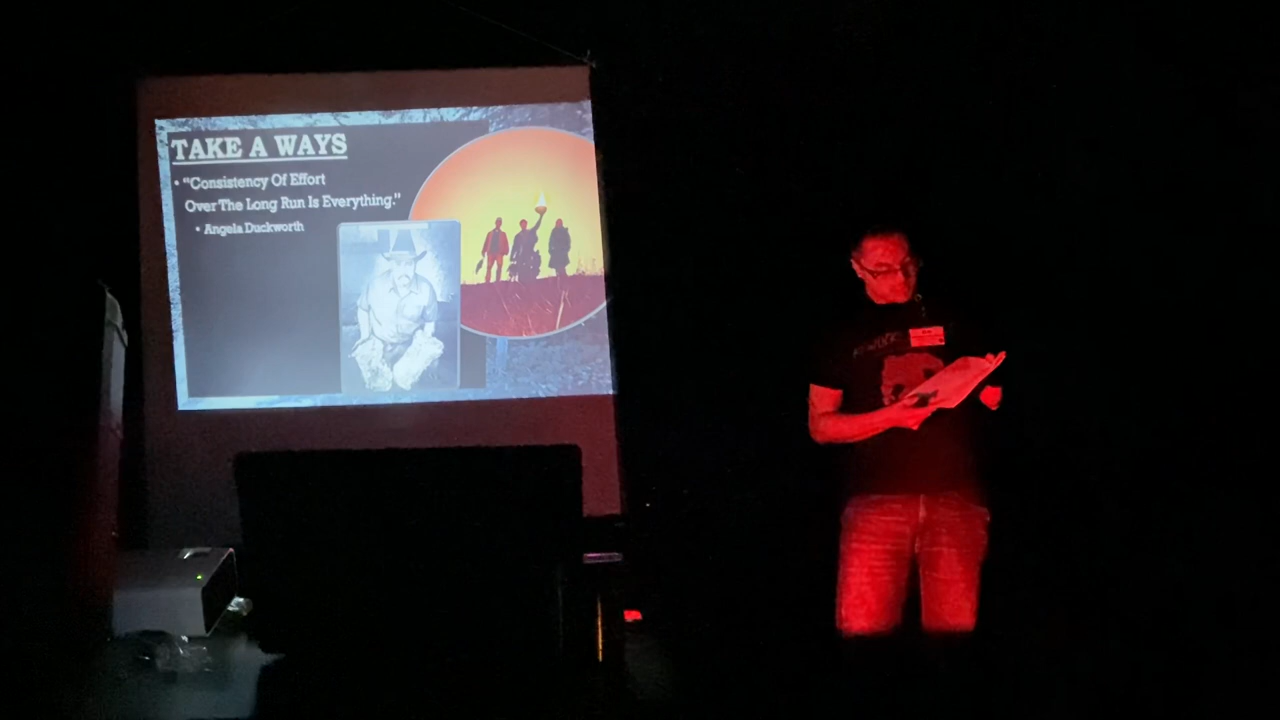 TAKE A WAYS
• “Consistency Of Effort
Over The Long Run Is Everything.”
• Angela Duckworth